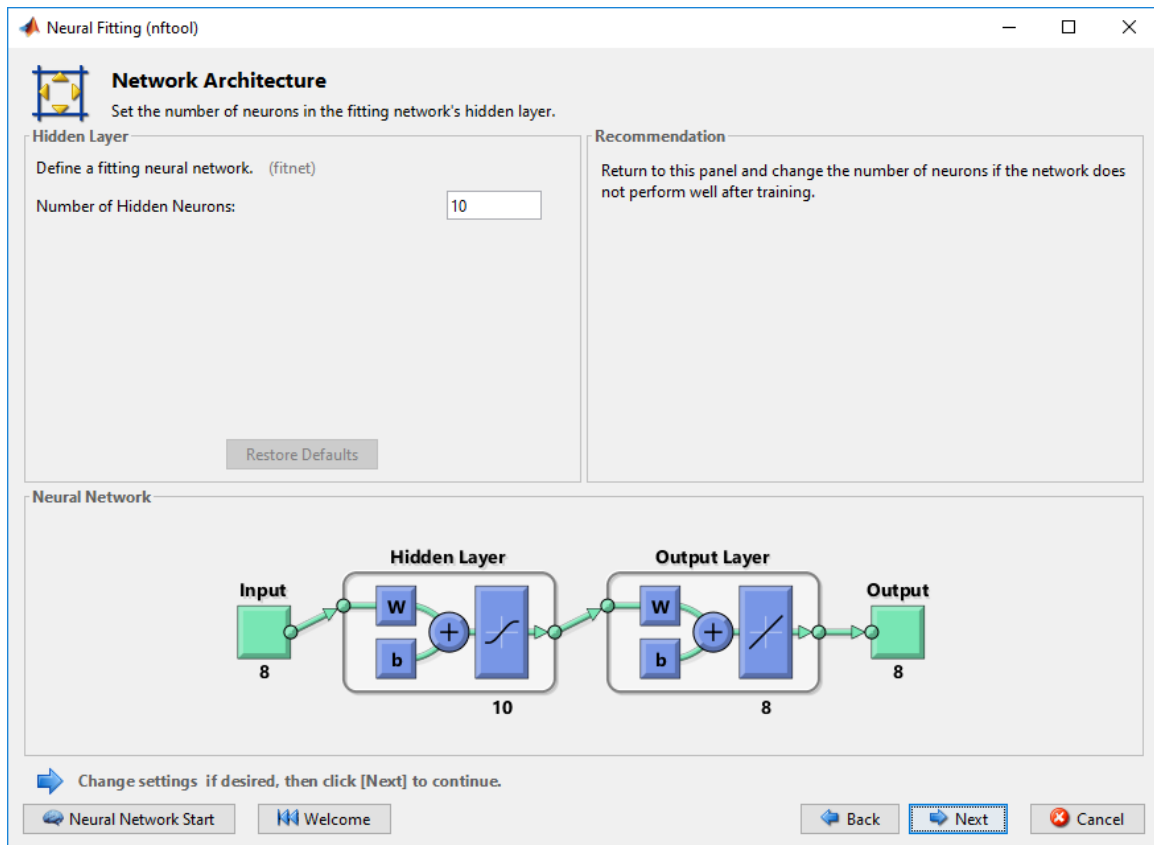 Neural Fitting (nftool)
Network Architecture
Set the number of neurons in the fitting network's hidden layer.
Hidden Layer
Define a fitting neural network. (fitnet)
Number of Hidden Neurons:
10
Restore Defaults
Recommendation
Return to this panel and change the number of neurons if the network does
not perform well after training.
Neural Network
Hidden Layer
Output Layer
Input
Output
W
b
+
W
b
+
8
10
8
8
Change settings if desired, then click [Next] to continue.
Neural Network Start
Welcome
Back
Next
Cancel